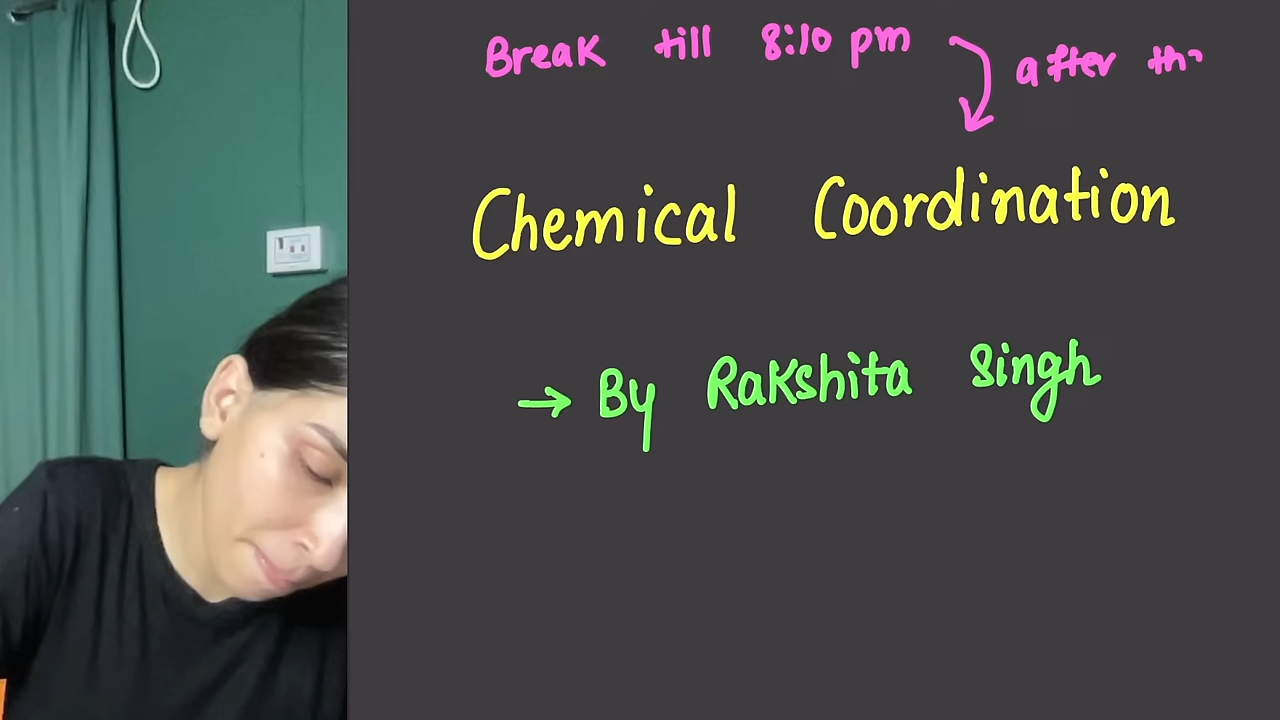 Break till 8:10 pm after
Chemical Coordination
→ By Rakshita Singh